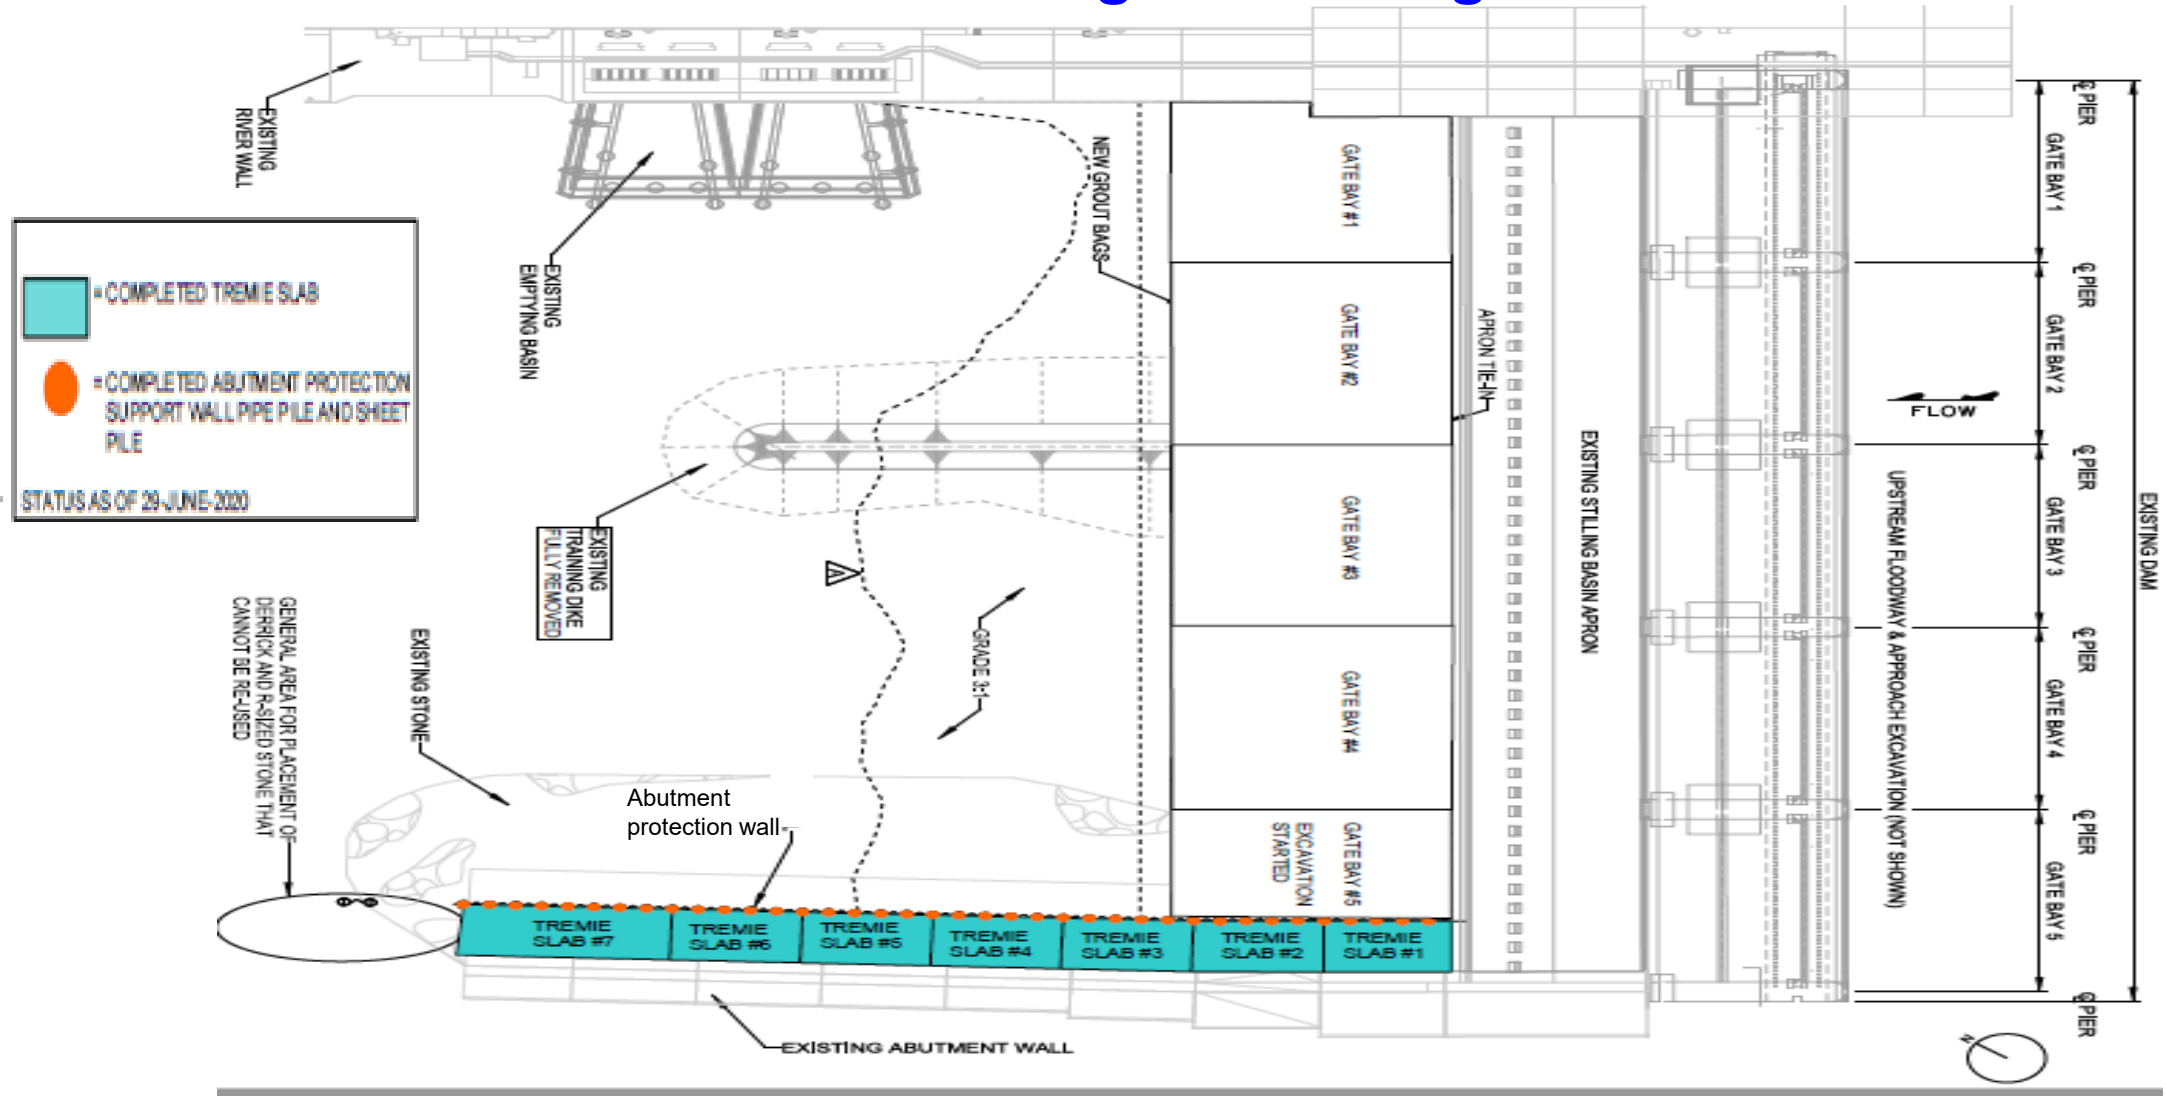 EXISTING
RIVER WALL
= COMPLETED TREMIE SLAB
= COMPLETED ABUTMENT PROTECTION
SUPPORT WALL PIPE PILE AND SHEET
PILE
STATUS AS OF 29-JUNE-2020
EXISTING
EMPTYING BASIN
EXISTING
TRAINING DIKE
FULLY REMOVED
GENERAL AREA FOR PLACEMENT OF
DERRICK AND R-SIZED STONE THAT
CANNOT BE RE-USED
EXISTING STONE
Abutment
protection wall
A
GRADE 3:1
NEW GROUT BAGS
GATE BAY #1
GATE BAY #2
GATE BAY #3
GATE BAY #4
GATE BAY #5
EXCAVATION
STARTED
APRON TIE-IN
EXISTING STILLING BASIN APRON
FLOW
UPSTREAM FLOODWAY & APPROACH EXCAVATION (NOT SHOWN)
℄ PIER
GATE BAY 1
℄ PIER
GATE BAY 2
℄ PIER
GATE BAY 3
℄ PIER
GATE BAY 4
℄ PIER
GATE BAY 5
℄ PIER
EXISTING DAM
TREMIE
SLAB #7
TREMIE
SLAB #6
TREMIE
SLAB #5
TREMIE
SLAB #4
TREMIE
SLAB #3
TREMIE
SLAB #2
TREMIE
SLAB #1
EXISTING ABUTMENT WALL
N